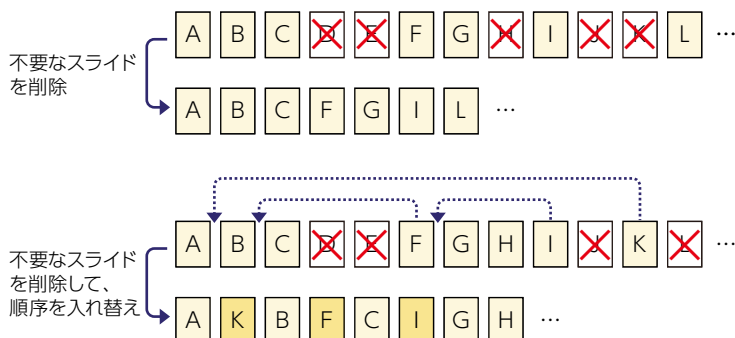 A B C D E F G H I J K L …
不要なスライド
を削除
A B C F G I L …
A B C D E F G H I J K L …
不要なスライド
を削除して、
順序を入れ替え
A K B F C I G H …